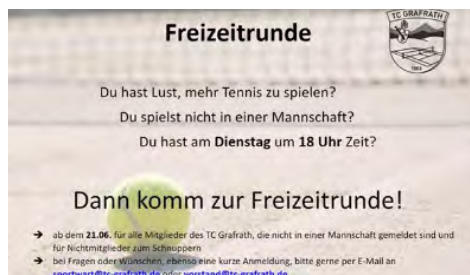 Freizeitrunde
TC GRAFRATH
Du hast Lust, mehr Tennis zu spielen?
Du spielst nicht in einer Mannschaft?
Du hast am Dienstag um 18 Uhr Zeit?
Dann komm zur Freizeitrunde!
➔ ab dem 21.06. für alle Mitglieder des TC Grafrath, die nicht in einer Mannschaft gemeldet sind und
für Nichtmitglieder zum Schnuppern
➔ bei Fragen oder Wünschen, ebenso eine kurze Anmeldung, bitte gerne per E-Mail an
sportwart@tc-grafrath.de oder vorstand@tc-grafrath.de